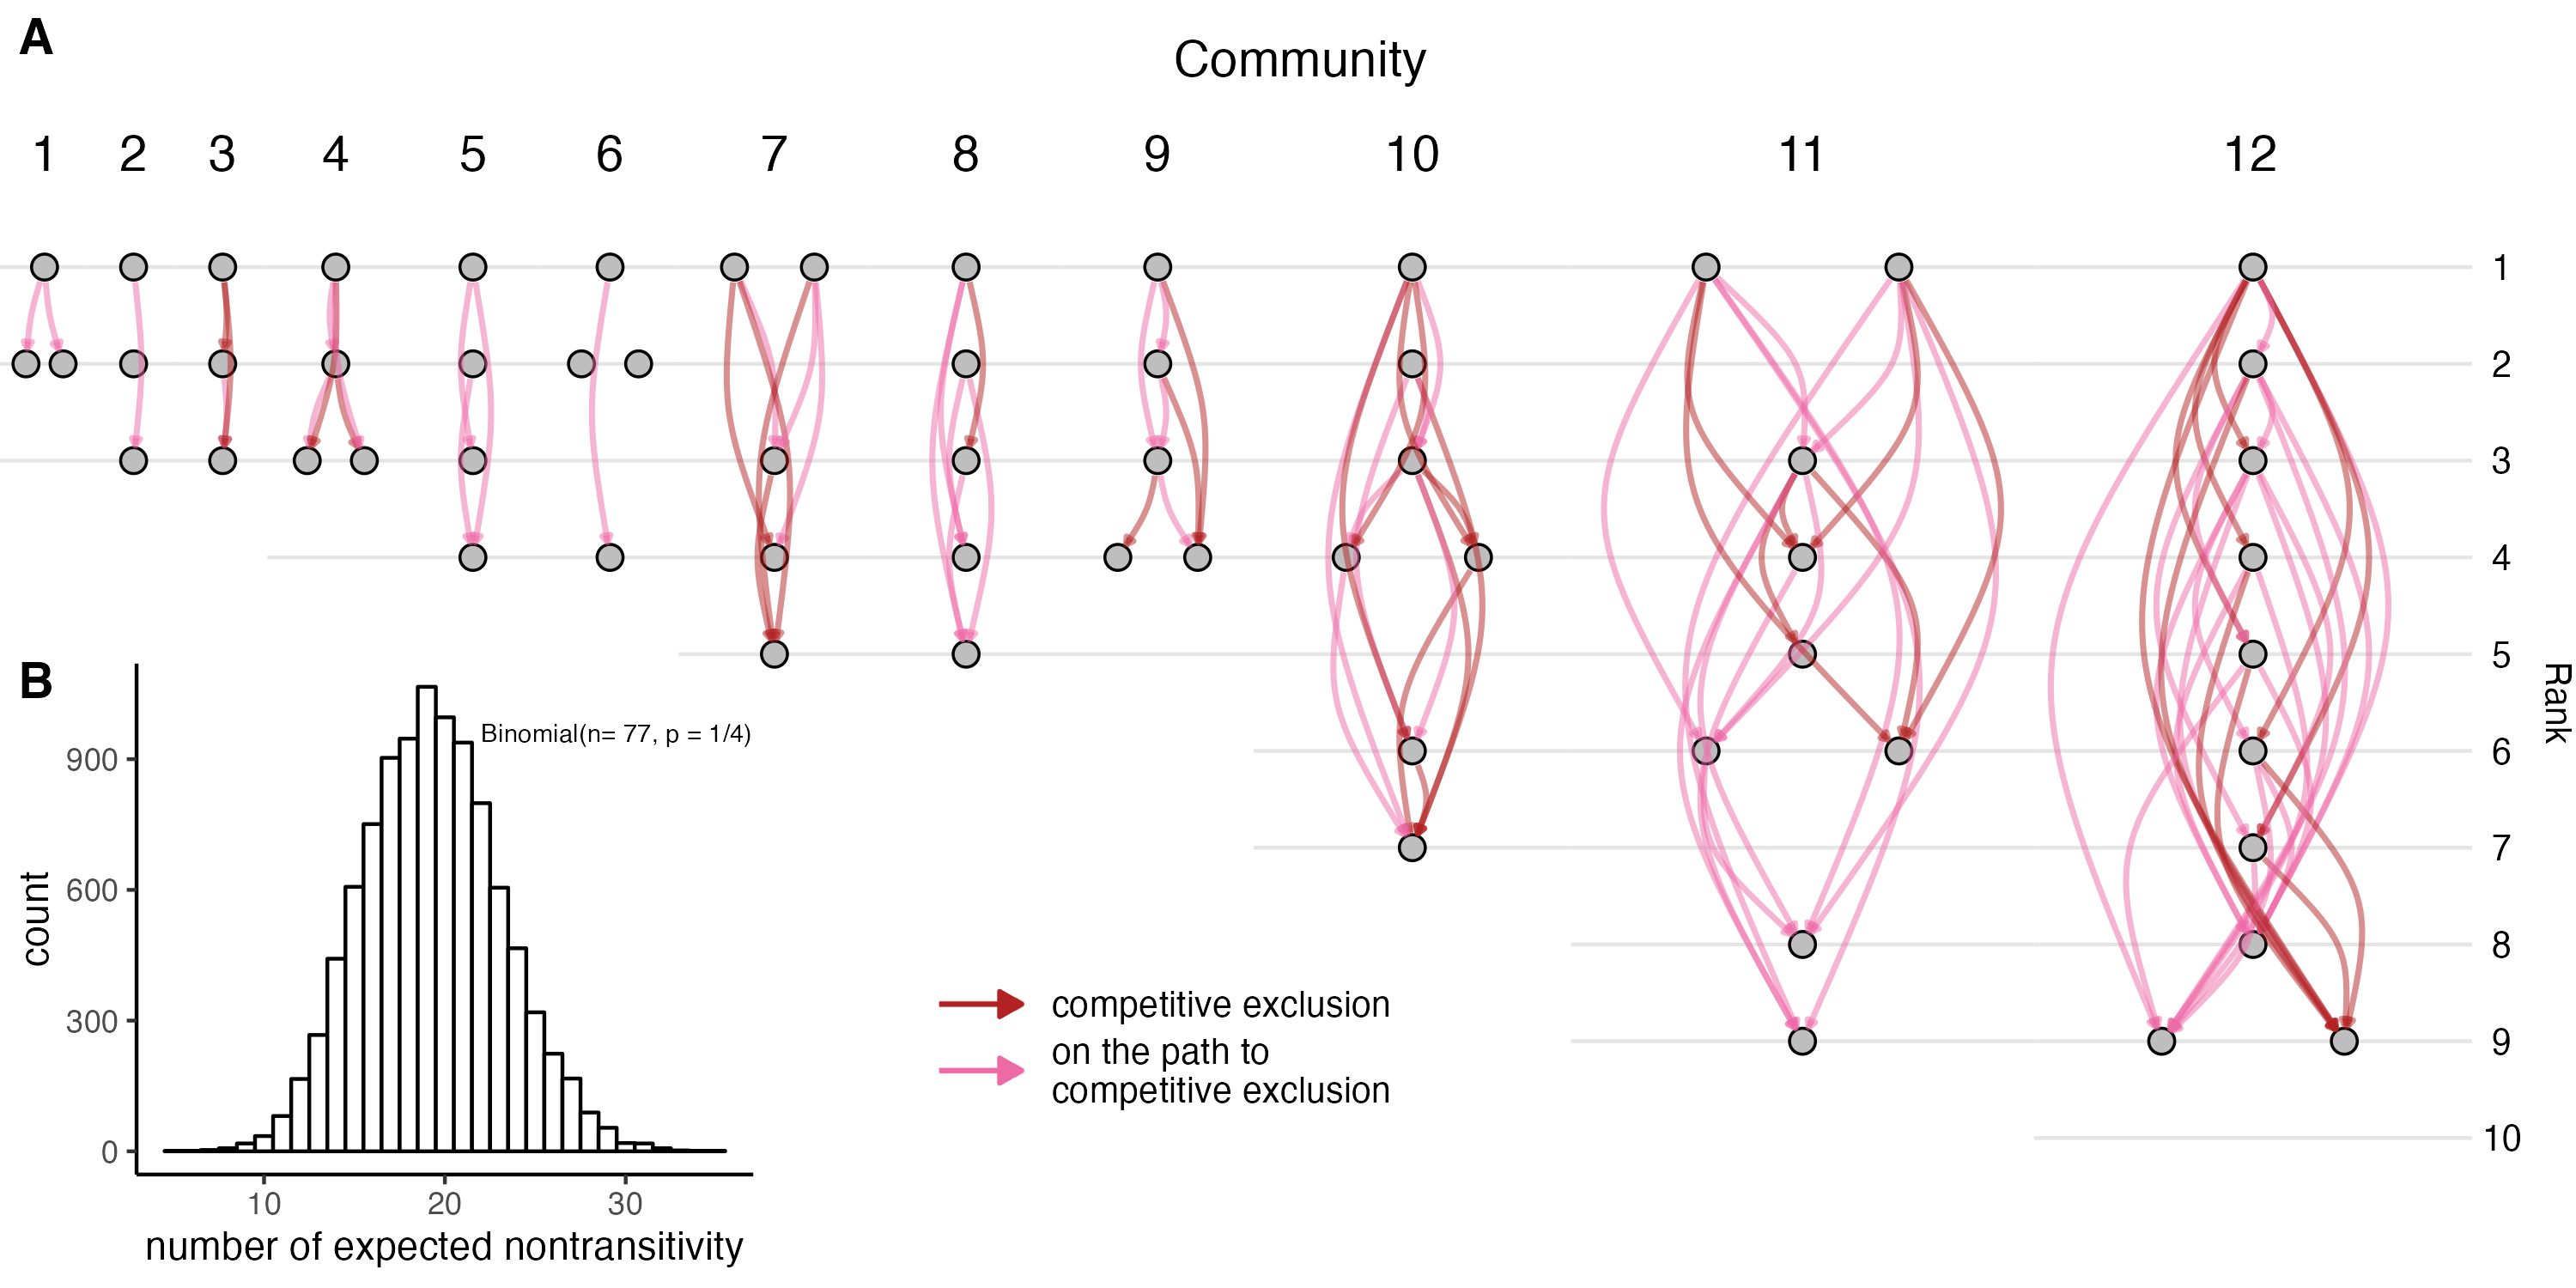 A
Community
1 2 3 4 5 6 7 8 9 10 11 12
1
2
3
4
5
6
7
8
9
10
Rank
B
Binomial(n= 77, p = 1/4)
count
900
600
300
0
10 20 30
number of expected nontransitivity
competitive exclusion
on the path to
competitive exclusion